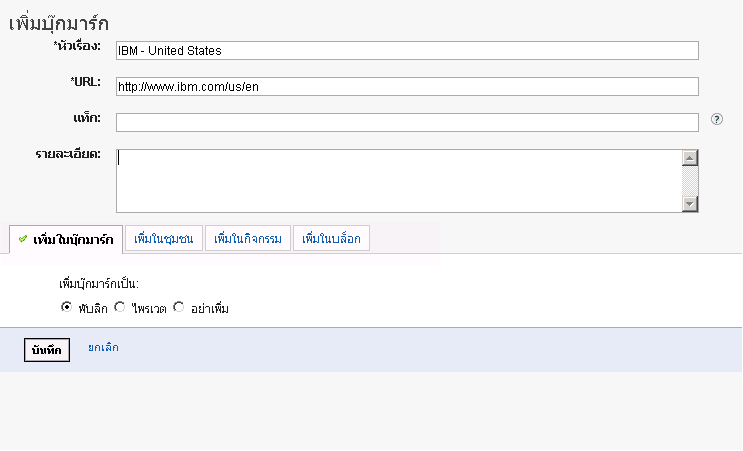 เพิ่มบุ๊กมาร์ก
*หัวเรื่อง: IBM - United States
*URL: http://www.ibm.com/us/en
แท็ก: ?
รายละเอียด:
เพิ่มในบุ๊กมาร์ก เพิ่มในชุมชน เพิ่มในกิจกรรม เพิ่มในบล็อก
เพิ่มบุ๊กมาร์กเป็น:
พับลิก ไพรเวต อย่าเพิ่ม
บันทึก ยกเลิก